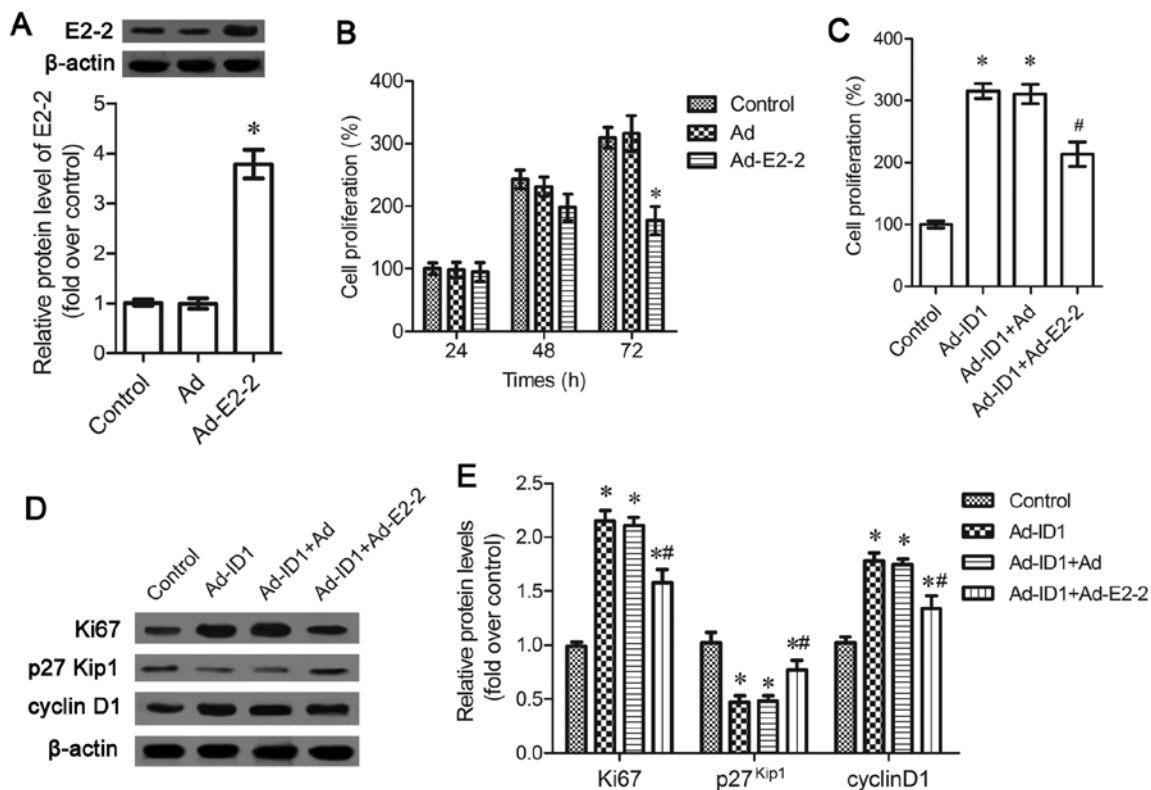 A
E2-2
β-actin
Relative protein level of E2-2
(fold over control)
5
4
3
2
1
0
*
Control
Ad
Ad-E2-2
B
Cell proliferation (%)
400
300
200
100
0
*
24
48
72
Times (h)
Control
Ad
Ad-E2-2
C
Cell proliferation (%)
400
300
200
100
0
*
*
#
Control
Ad-ID1
Ad-ID1+Ad
Ad-ID1+Ad-E2-2
D
Control
Ad-ID1
Ad-ID1+Ad
Ad-ID1+Ad-E2-2
Ki67
p27 Kip1
cyclin D1
β-actin
E
Relative protein levels
(fold over control)
2.5
2.0
1.5
1.0
0.5
0.0
*
*
*#
*
*
*#
*
*
*#
Ki67
p27Kip1
cyclinD1
Control
Ad-ID1
Ad-ID1+Ad
Ad-ID1+Ad-E2-2